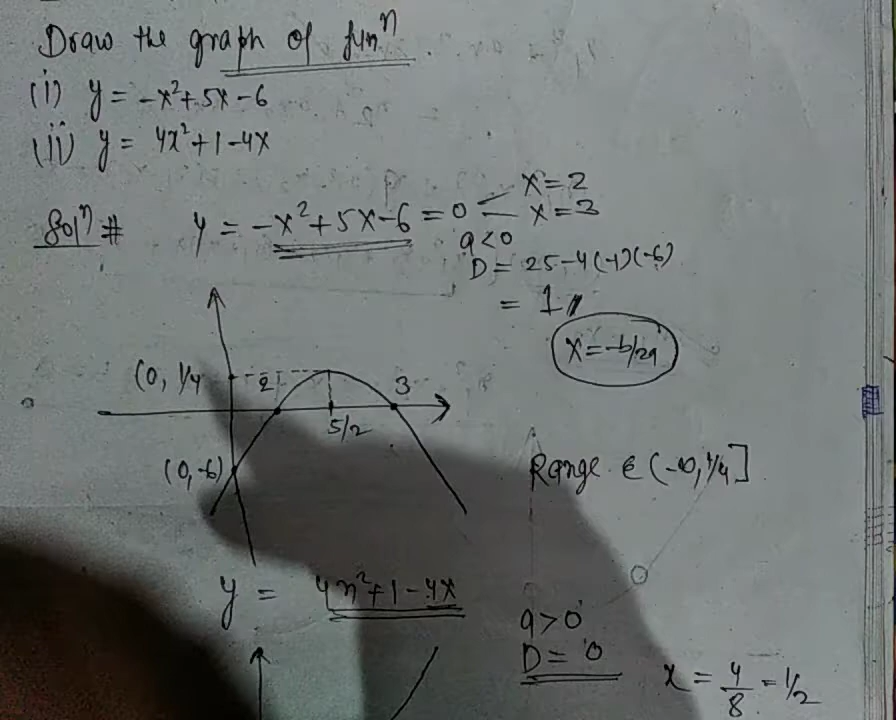 Draw the graph of funⁿ
(i) y = -x²+5x-6
(ii) y = 4x²+1-4x
Solⁿ # y = -x²+5x-6 = 0 x=2
x=3
a<0
D = 25-4(-1)(-6)
= 1
x=-b/2a
(0, 1/4 2 3
5/2
(0,-6)
Range ∈ (-∞, 1/4]
y = 4x²+1-4x
a>0
D = 0
x = 4/8 = 1/2